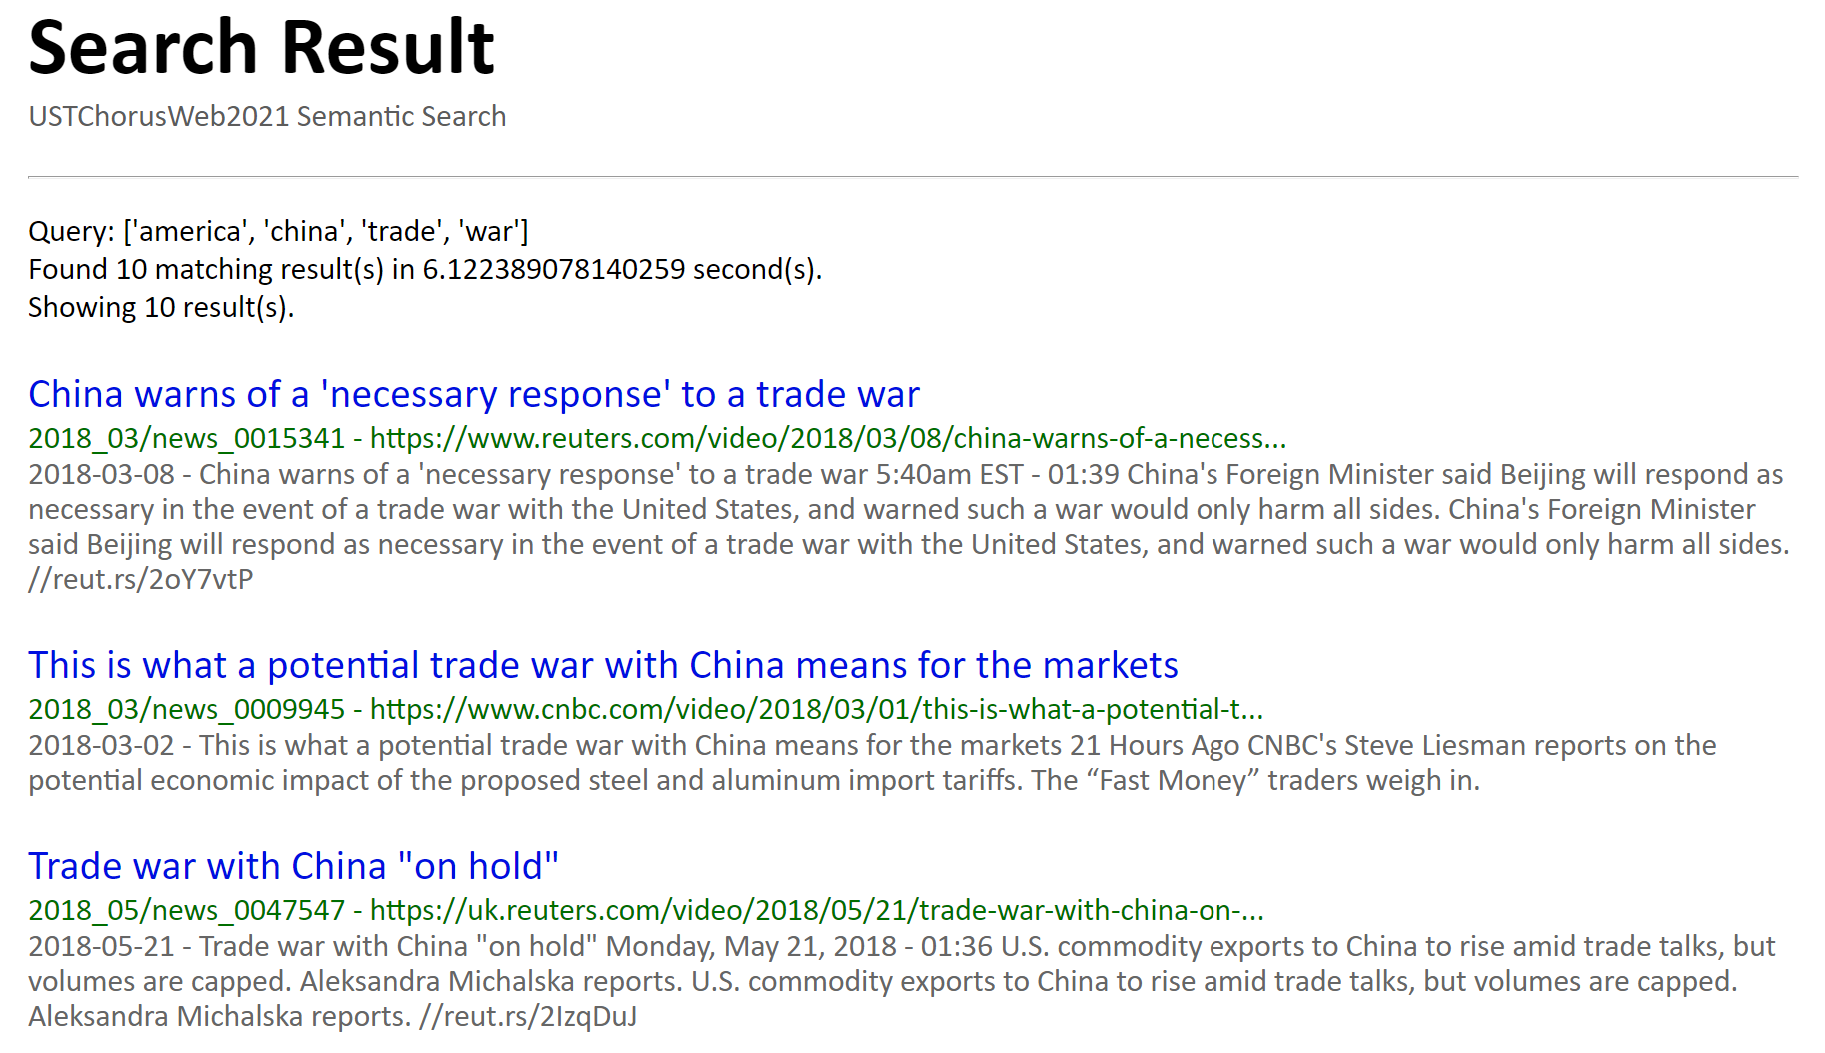 Search Result
USTChorusWeb2021 Semantic Search
Query: ['america', 'china', 'trade', 'war']
Found 10 matching result(s) in 6.122389078140259 second(s).
Showing 10 result(s).
China warns of a 'necessary response' to a trade war
2018_03/news_0015341 - https://www.reuters.com/video/2018/03/08/china-warns-of-a-necess...
2018-03-08 - China warns of a 'necessary response' to a trade war 5:40am EST - 01:39 China's Foreign Minister said Beijing will respond as
necessary in the event of a trade war with the United States, and warned such a war would only harm all sides. China's Foreign Minister
said Beijing will respond as necessary in the event of a trade war with the United States, and warned such a war would only harm all sides.
//reut.rs/2oY7vtP
This is what a potential trade war with China means for the markets
2018_03/news_0009945 - https://www.cnbc.com/video/2018/03/01/this-is-what-a-potential-t...
2018-03-02 - This is what a potential trade war with China means for the markets 21 Hours Ago CNBC's Steve Liesman reports on the
potential economic impact of the proposed steel and aluminum import tariffs. The “Fast Money” traders weigh in.
Trade war with China "on hold"
2018_05/news_0047547 - https://uk.reuters.com/video/2018/05/21/trade-war-with-china-on-...
2018-05-21 - Trade war with China "on hold" Monday, May 21, 2018 - 01:36 U.S. commodity exports to China to rise amid trade talks, but
volumes are capped. Aleksandra Michalska reports. U.S. commodity exports to China to rise amid trade talks, but volumes are capped.
Aleksandra Michalska reports. //reut.rs/2IzqDuJ